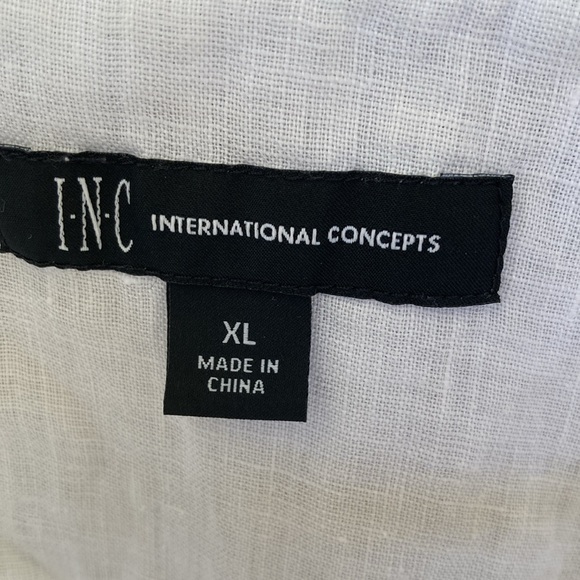 I·N·C INTERNATIONAL CONCEPTS
XL
MADE IN
CHINA